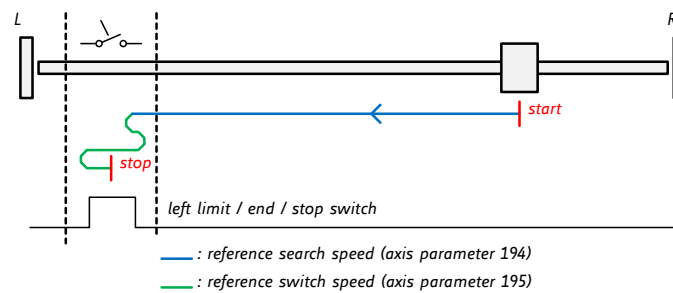 L
R
start
stop
left limit / end / stop switch
: reference search speed (axis parameter 194)
: reference switch speed (axis parameter 195)